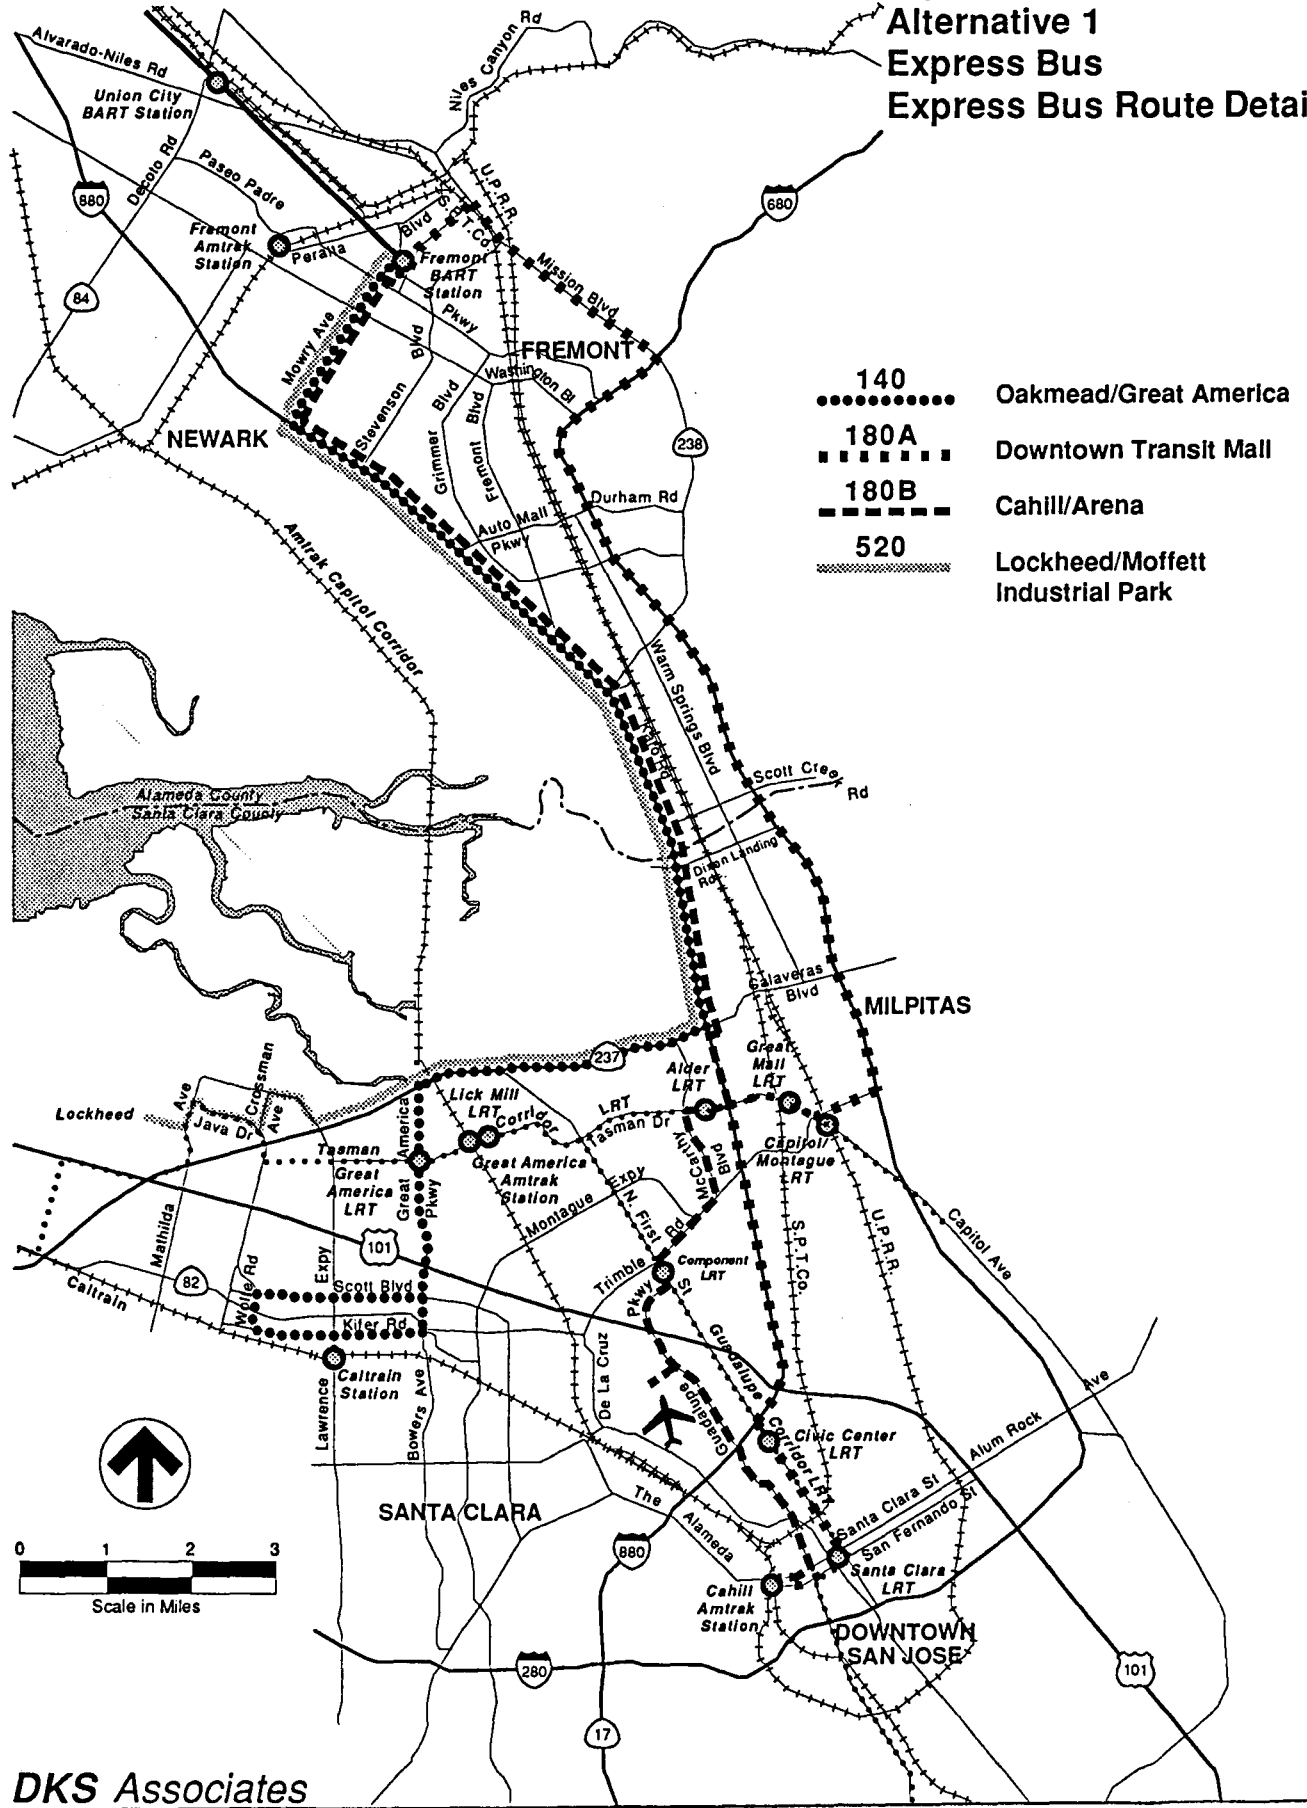 Alternative 1
Express Bus
Express Bus Route Detai
Alvarado-Niles Rd
Union City
BART Station
Niles Canyon Rd
Decoto Rd
Paseo Padre
880
U.P.R.R.
S.P.T.Co.
680
Fremont
Amtrak
Station
Peralta
Blvd
Fremont
BART
Station
Mission Blvd
84
Pkwy
Mowry Ave
Blvd
FREMONT
Washington Bl
Stevenson
Blvd
Blvd
Grimmer
Fremont
NEWARK
238
Durham Rd
Auto Mall
Pkwy
140
Oakmead/Great America
180A
Downtown Transit Mall
180B
Cahill/Arena
520
Lockheed/Moffett
Industrial Park
Amtrak Capitol Corridor
Warm Springs Blvd
Scott Creek
Rd
Alameda County
Santa Clara County
Dixon Landing
Rd
Calaveras
Blvd
MILPITAS
237
Great
Mall
LRT
Alder
LRT
Lick Mill
LRT
Corridor
LRT
Tasman Dr
Crossman
Ave
Ave
Lockheed
Java Dr
Tasman
America
Great
Pkwy
Great
America
LRT
Great America
Amtrak
Station
McCarthy
Blvd
Capitol/
Montague
LRT
Montague
Expy
N. First
St
Rd
Trimble
Component
LRT
Pkwy
Mathilda
101
82
Expy
Wolfe Rd
Scott Blvd
Kifer Rd
Caltrain
S.P.T.Co.
U.P.R.R.
Capitol Ave
Caltrain
Station
Lawrence
Bowers Ave
De La Cruz
Guadalupe
Guadalupe
Corridor LRT
Civic Center
LRT
Alum Rock
Ave
Santa Clara St
San Fernando St
SANTA CLARA
The
Alameda
880
Santa Clara
LRT
Cahill
Amtrak
Station
DOWNTOWN
SAN JOSE
0 1 2 3
Scale in Miles
280
101
17
DKS Associates